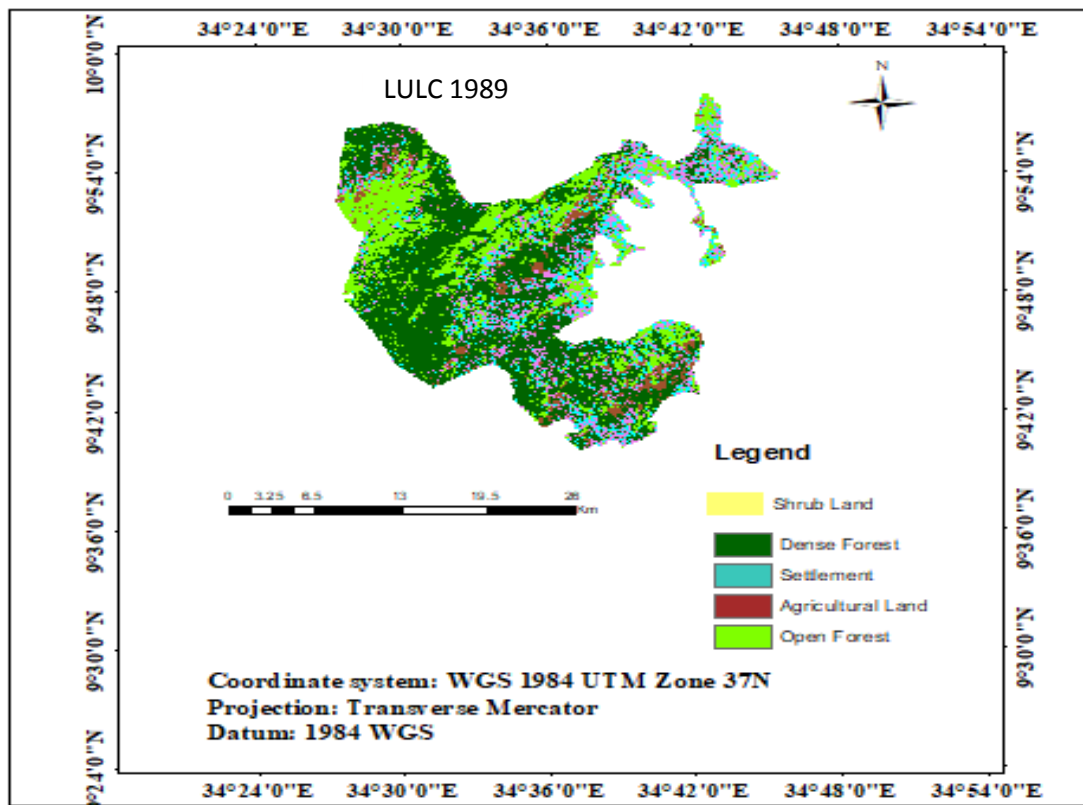 34°24'0"E 34°30'0"E 34°36'0"E 34°42'0"E 34°48'0"E 34°54'0"E
LULC 1989
N
10°0'0"N
9°54'0"N 9°54'0"N
9°48'0"N 9°48'0"N
9°42'0"N 9°42'0"N
Legend
0 3.25 6.5 13 19.5 26
Km
Shrub Land
9°36'0"N 9°36'0"N
Dense Forest
Settlement
Agricultural Land
Open Forest
9°30'0"N 9°30'0"N
Coordinate system: WGS 1984 UTM Zone 37N
Projection: Transverse Mercator
Datum: 1984 WGS
9°24'0"N
34°24'0"E 34°30'0"E 34°36'0"E 34°42'0"E 34°48'0"E 34°54'0"E